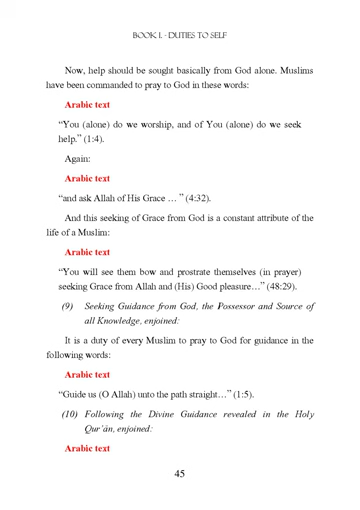 BOOK I. - DUTIES TO SELF
Now, help should be sought basically from God alone. Muslims
have been commanded to pray to God in these words:
Arabic text
“You (alone) do we worship, and of You (alone) do we seek
help.” (1:4).
Again:
Arabic text
“and ask Allah of His Grace … ” (4:32).
And this seeking of Grace from God is a constant attribute of the
life of a Muslim:
Arabic text
“You will see them bow and prostrate themselves (in prayer)
seeking Grace from Allah and (His) Good pleasure…” (48:29).
(9) Seeking Guidance from God, the Possessor and Source of
all Knowledge, enjoined:
It is a duty of every Muslim to pray to God for guidance in the
following words:
Arabic text
“Guide us (O Allah) unto the path straight…” (1:5).
(10) Following the Divine Guidance revealed in the Holy
Qur’ān, enjoined:
Arabic text
45